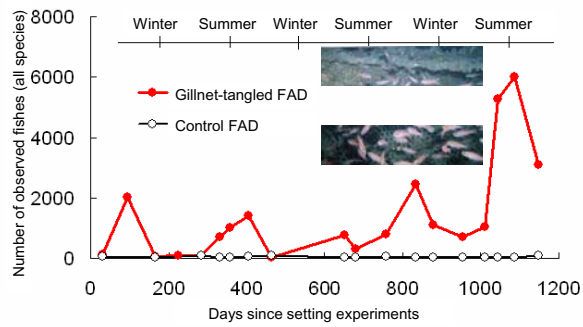 Winter Summer Winter Summer Winter Summer
8000
6000
4000
2000
0
Number of observed fishes (all species)
Gillnet-tangled FAD
Control FAD
0 200 400 600 800 1000 1200
Days since setting experiments